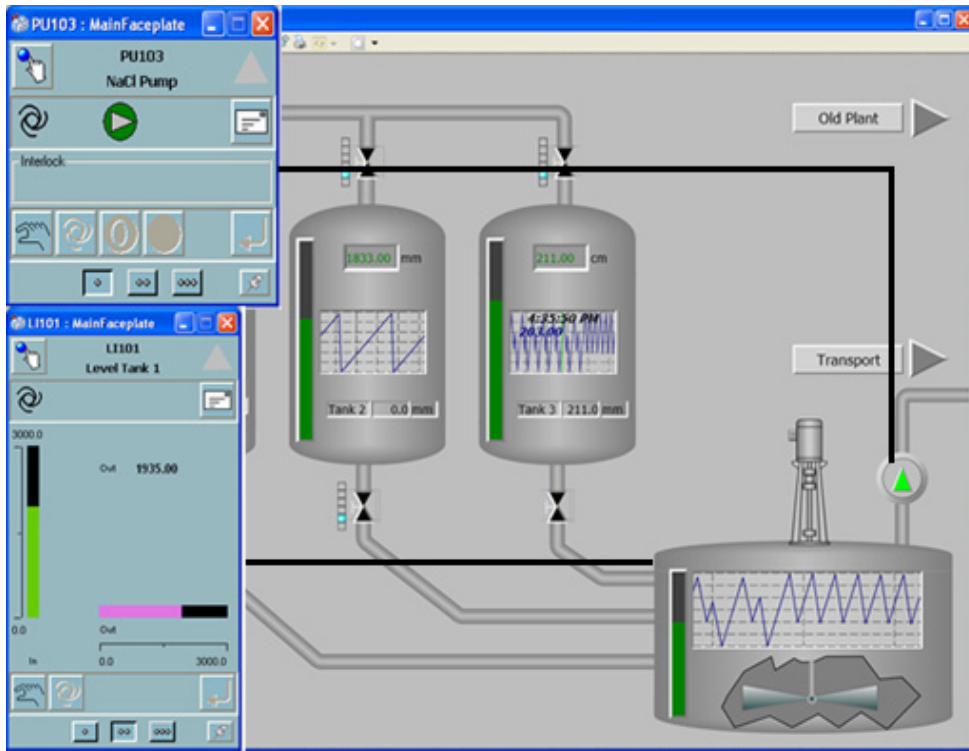 PU103 : MainFaceplate
PU103
NaCl Pump
Interlock
Old Plant
1833.00 mm
211.00 cm
4:35:50 PM
203.00
Tank 2 0.0 mm
Tank 3 211.0 mm
Transport
LI101 : MainFaceplate
LI101
Level Tank 1
3000.0
Out 1935.00
0.0
Out
In
0.0 3000.0